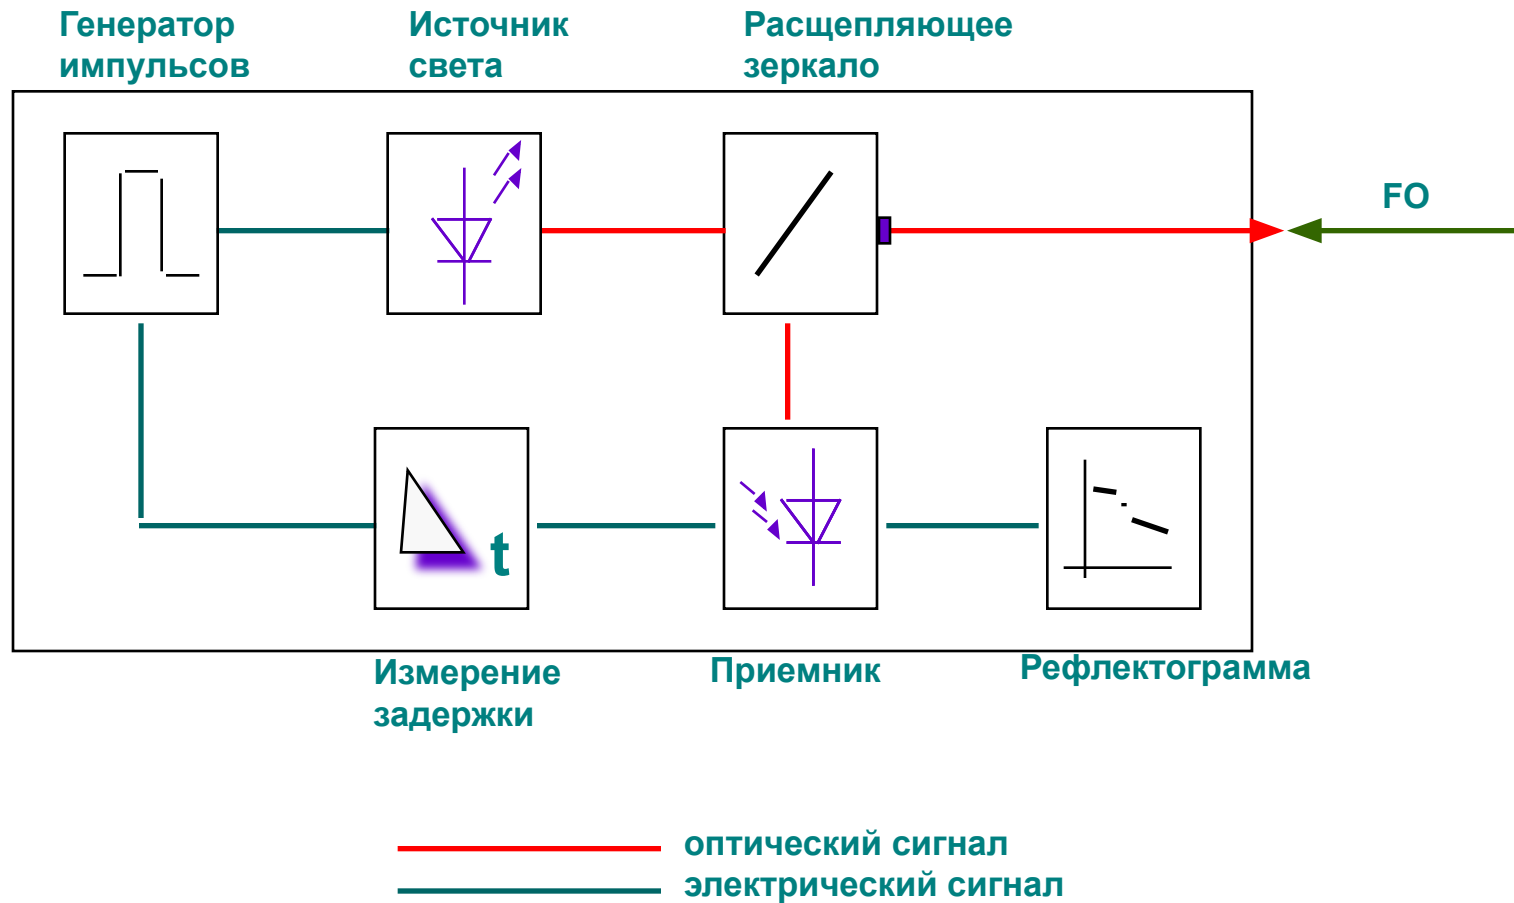 Генератор
импульсов
Источник
света
Расщепляющее
зеркало
FO
t
Измерение
задержки
Приемник
Рефлектограмма
оптический сигнал
электрический сигнал